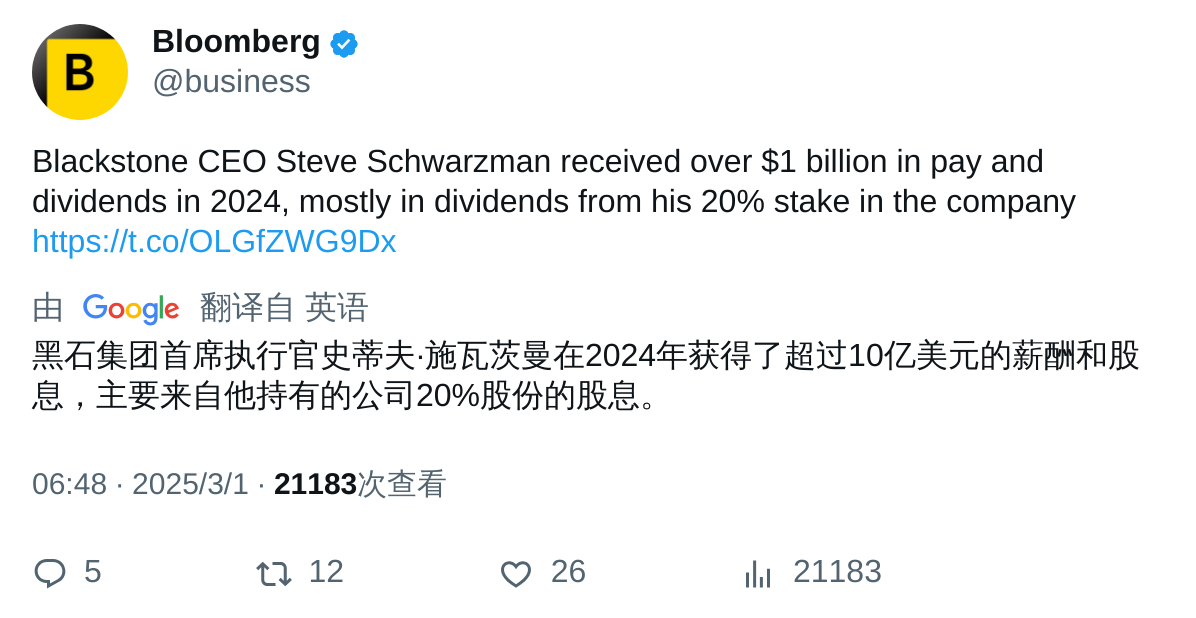 B
Bloomberg
@business
Blackstone CEO Steve Schwarzman received over $1 billion in pay and
dividends in 2024, mostly in dividends from his 20% stake in the company
https://t.co/OLGfZWG9Dx
由 Google 翻译自 英语
黑石集团首席执行官史蒂夫·施瓦茨曼在2024年获得了超过10亿美元的薪酬和股
息，主要来自他持有的公司20%股份的股息。
06:48 · 2025/3/1 · 21183次查看
5 12 26 21183